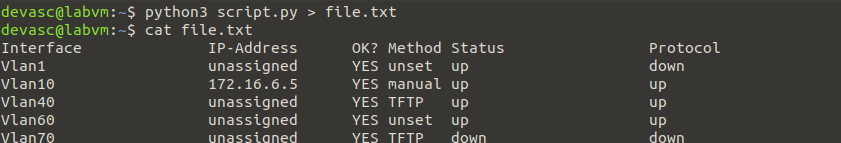 devasc@labvm:~$ python3 script.py > file.txt
devasc@labvm:~$ cat file.txt
Interface              IP-Address      OK? Method Status                Protocol
Vlan1                  unassigned      YES unset  up                    down
Vlan10                 172.16.6.5      YES manual up                    up
Vlan40                 unassigned      YES TFTP   up                    up
Vlan60                 unassigned      YES unset  up                    up
Vlan70                 unassigned      YES TFTP   down                  down